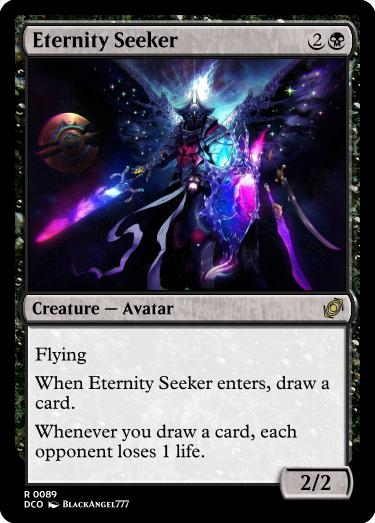 Eternity Seeker 2
Creature — Avatar
Flying
When Eternity Seeker enters, draw a
card.
Whenever you draw a card, each
opponent loses 1 life.
2/2
R 0089
DCO BLACKANGEL777